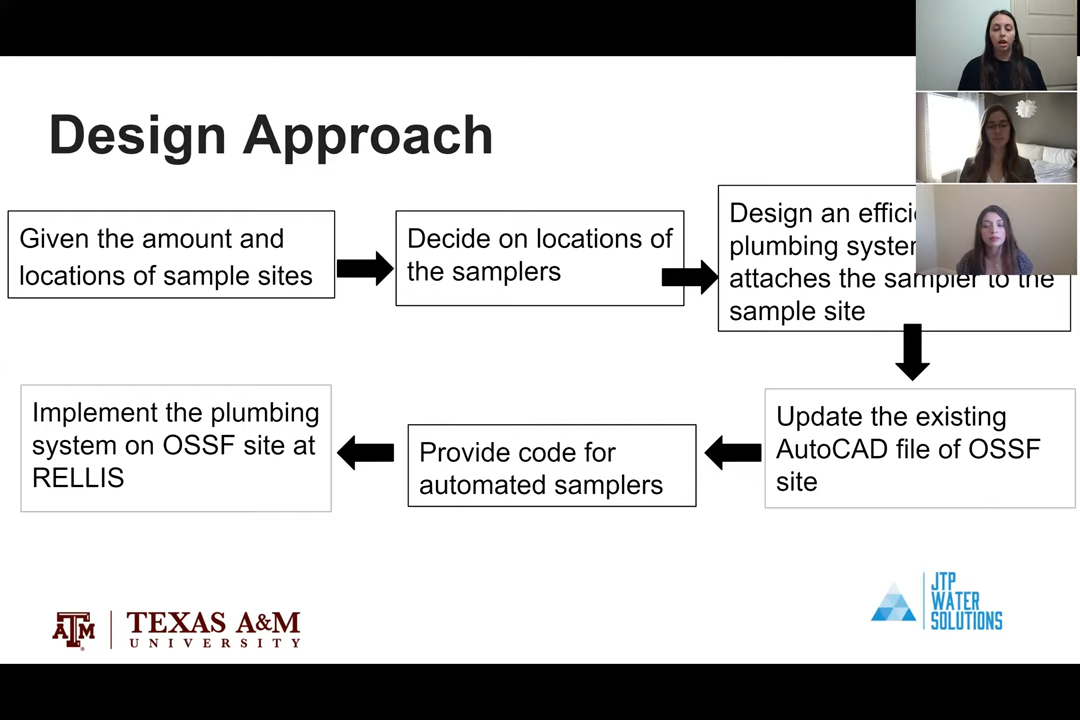 Design Approach
Given the amount and
locations of sample sites
Decide on locations of
the samplers
Design an
plumbing
attaches the sampler to the
sample site
Update the existing
AutoCAD file of OSSF
site
Provide code for
automated samplers
Implement the plumbing
system on OSSF site at
RELLIS
ATM
TEXAS A&M
UNIVERSITY
JTP
WATER
SOLUTIONS